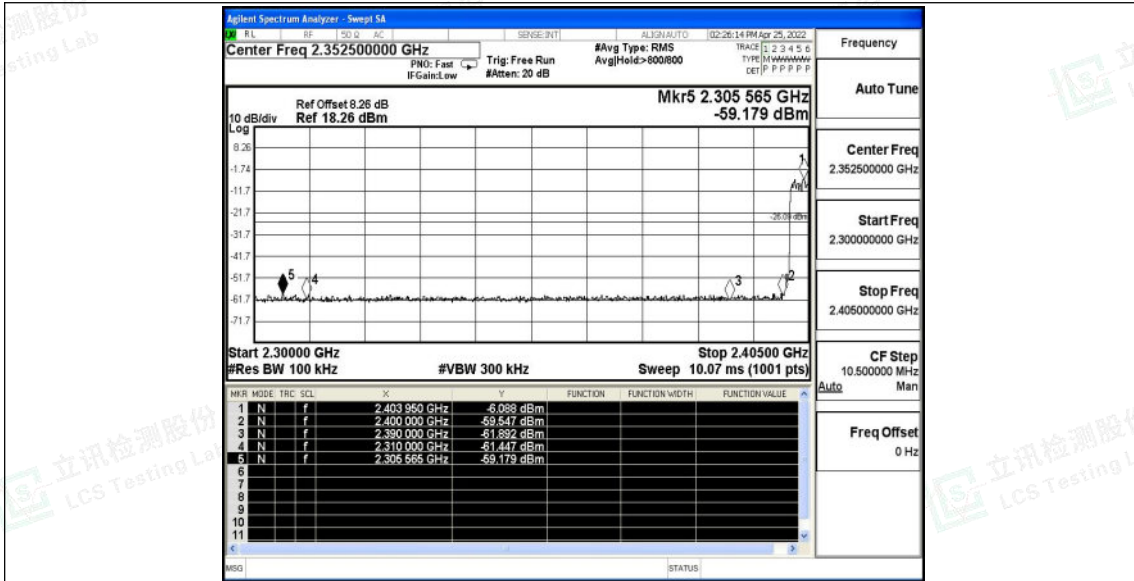 Agilent Spectrum Analyzer - Swept SA
RL RF 50 Ω AC SENSE:INT ALIGNAUTO 02:26:14 PM Apr 25, 2022
Center Freq 2.352500000 GHz
PNO: Fast
IFGain:Low
Trig: Free Run
#Atten: 20 dB
#Avg Type: RMS
Avg|Hold:>800/800
TRACE 1 2 3 4 5 6
TYPE M WWWWW
DET P P P P P P
Ref Offset 8.26 dB
Ref 18.26 dBm
10 dB/div
Log
Mkr5 2.305 565 GHz
-59.179 dBm
8.26
-1.74
-11.7
-21.7
-31.7
-41.7
-51.7
-61.7
-71.7
1
-26.09 dBm
5
4
3
2
Start 2.30000 GHz
Stop 2.40500 GHz
#Res BW 100 kHz
#VBW 300 kHz
Sweep 10.07 ms (1001 pts)
MKR MODE TRC SCL X Y FUNCTION FUNCTION WIDTH FUNCTION VALUE
1 N f 2.403 950 GHz -6.088 dBm
2 N f 2.400 000 GHz -59.547 dBm
3 N f 2.390 000 GHz -61.892 dBm
4 N f 2.310 000 GHz -61.447 dBm
5 N f 2.305 565 GHz -59.179 dBm
6
7
8
9
10
11
MSG
STATUS
Frequency
Auto Tune
Center Freq
2.352500000 GHz
Start Freq
2.300000000 GHz
Stop Freq
2.405000000 GHz
CF Step
10.500000 MHz
Auto Man
Freq Offset
0 Hz
立讯检测股份
LCS Testing Lab